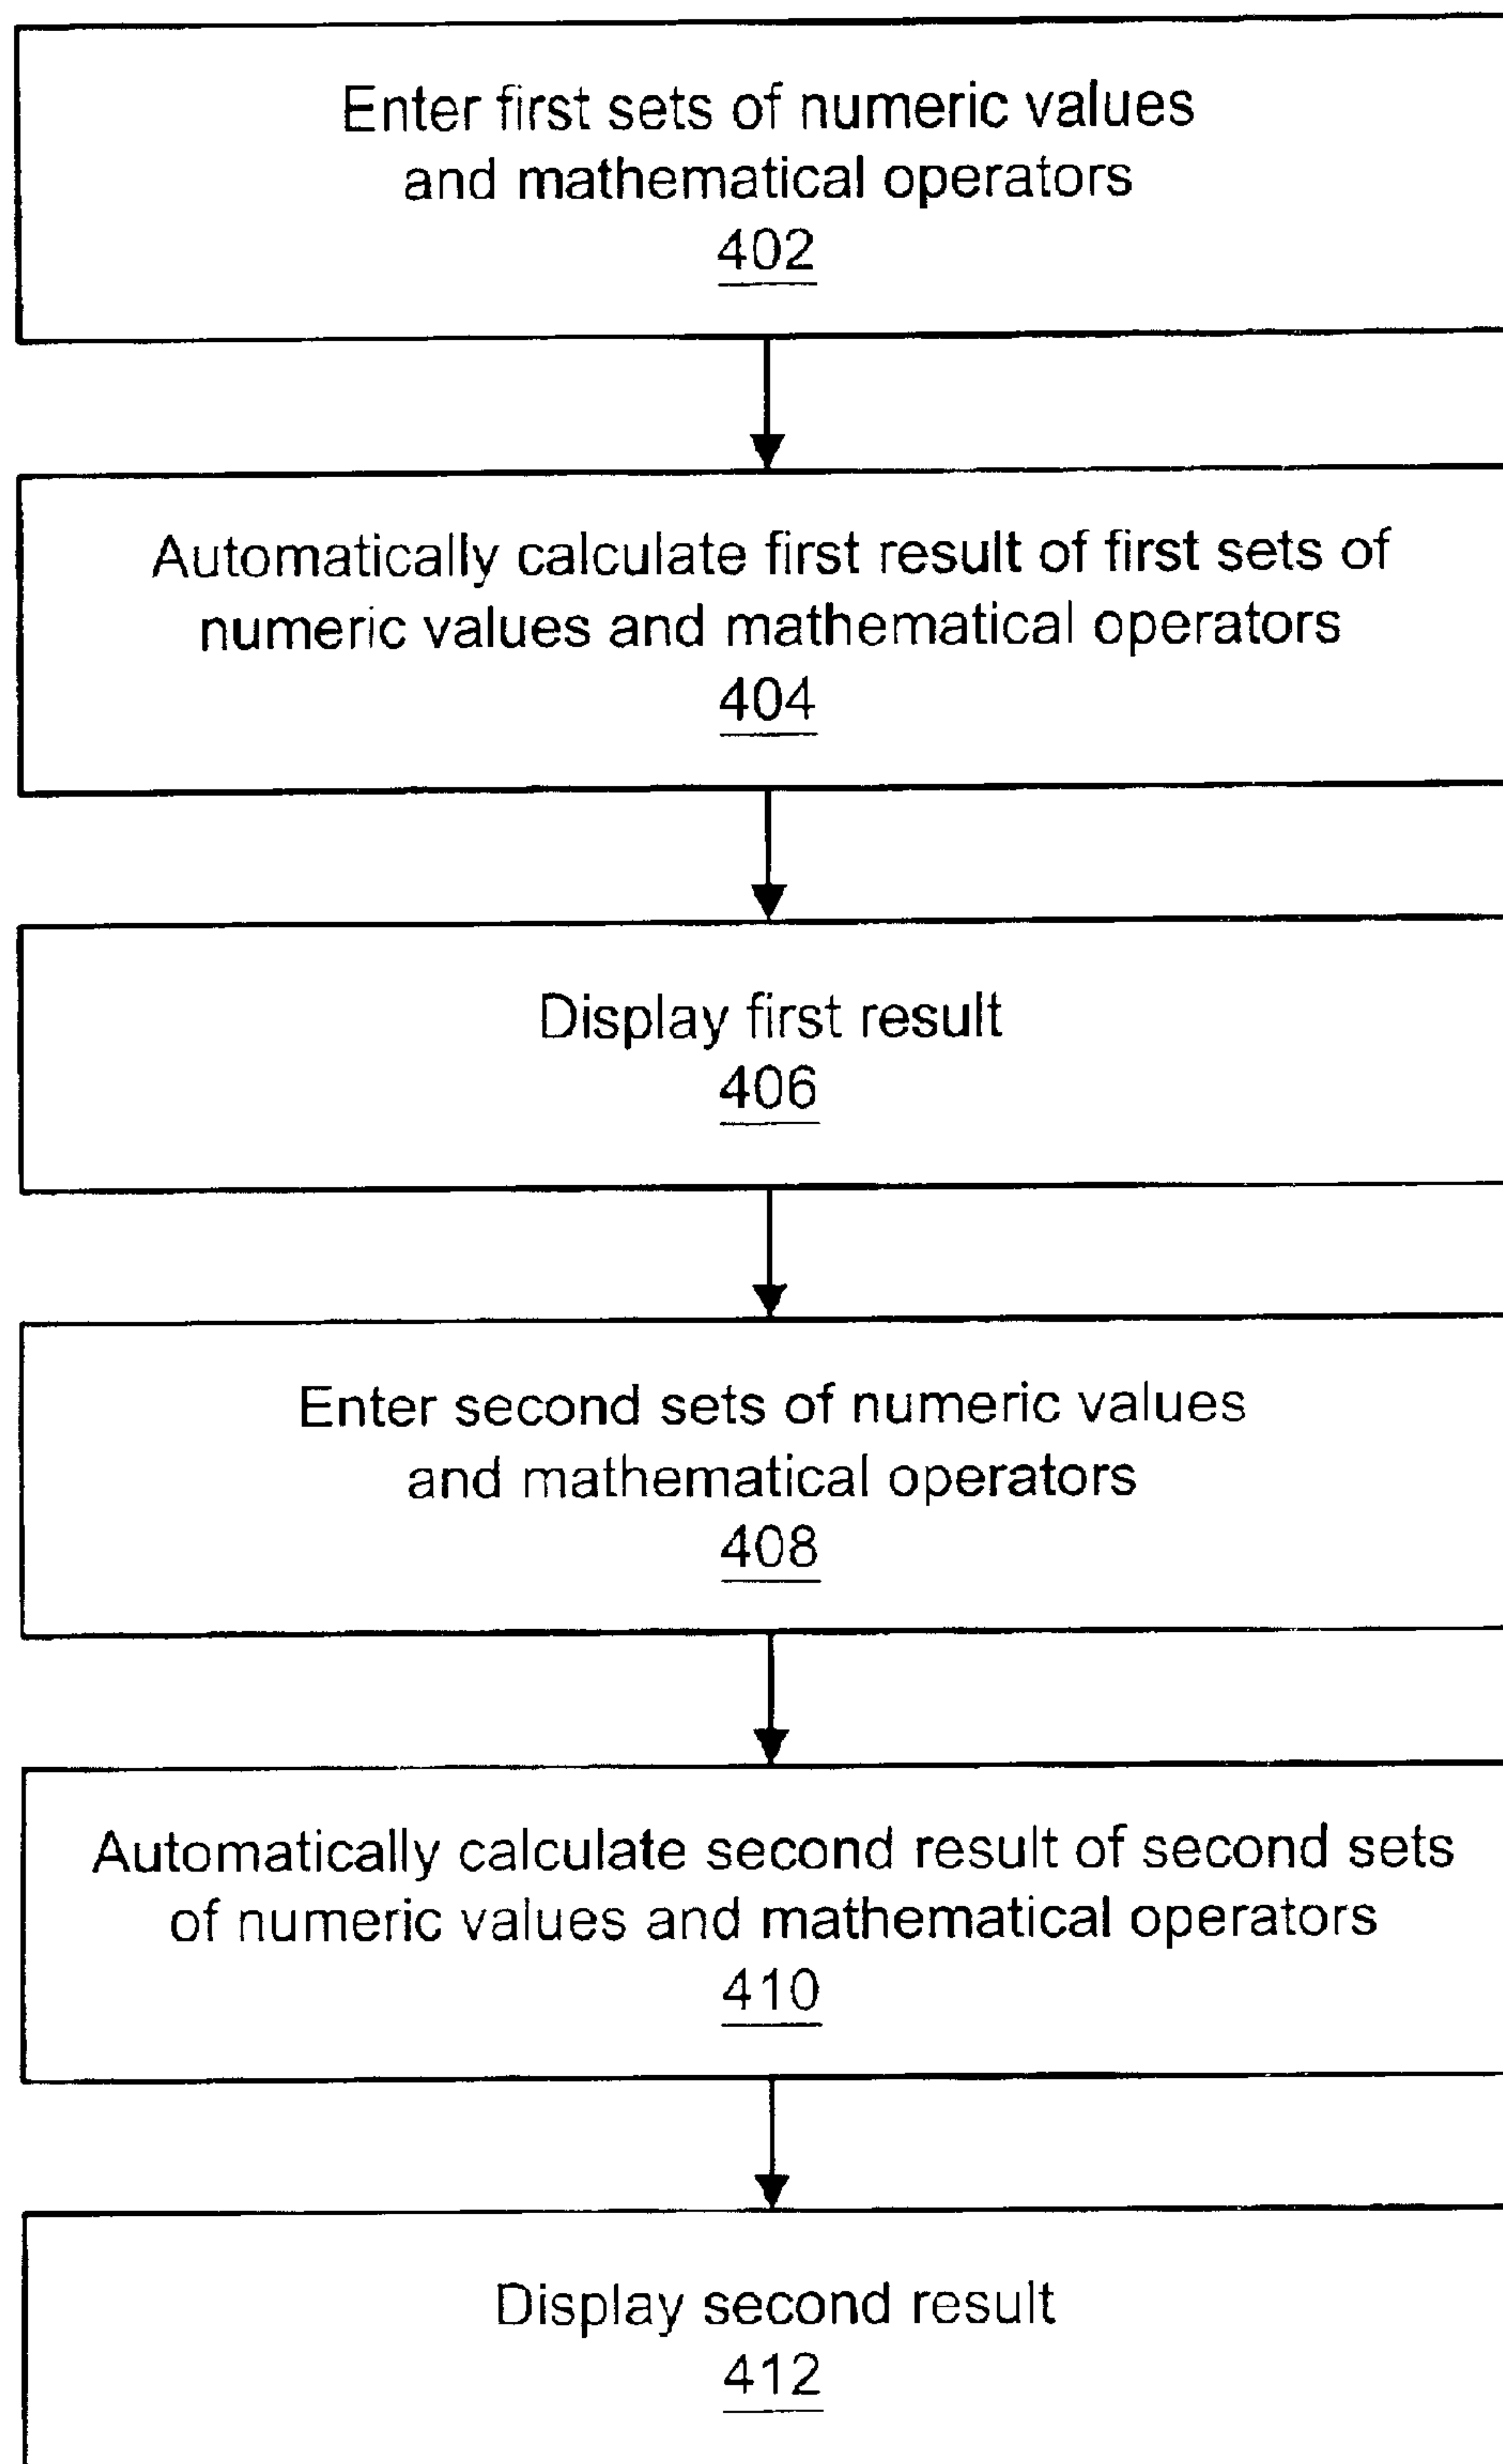 Enter first sets of numeric values
and mathematical operators
402
Automatically calculate first result of first sets of
numeric values and mathematical operators
404
Display first result
406
Enter second sets of numeric values
and mathematical operators
408
Automatically calculate second result of second sets
of numeric values and mathematical operators
410
Display second result
412